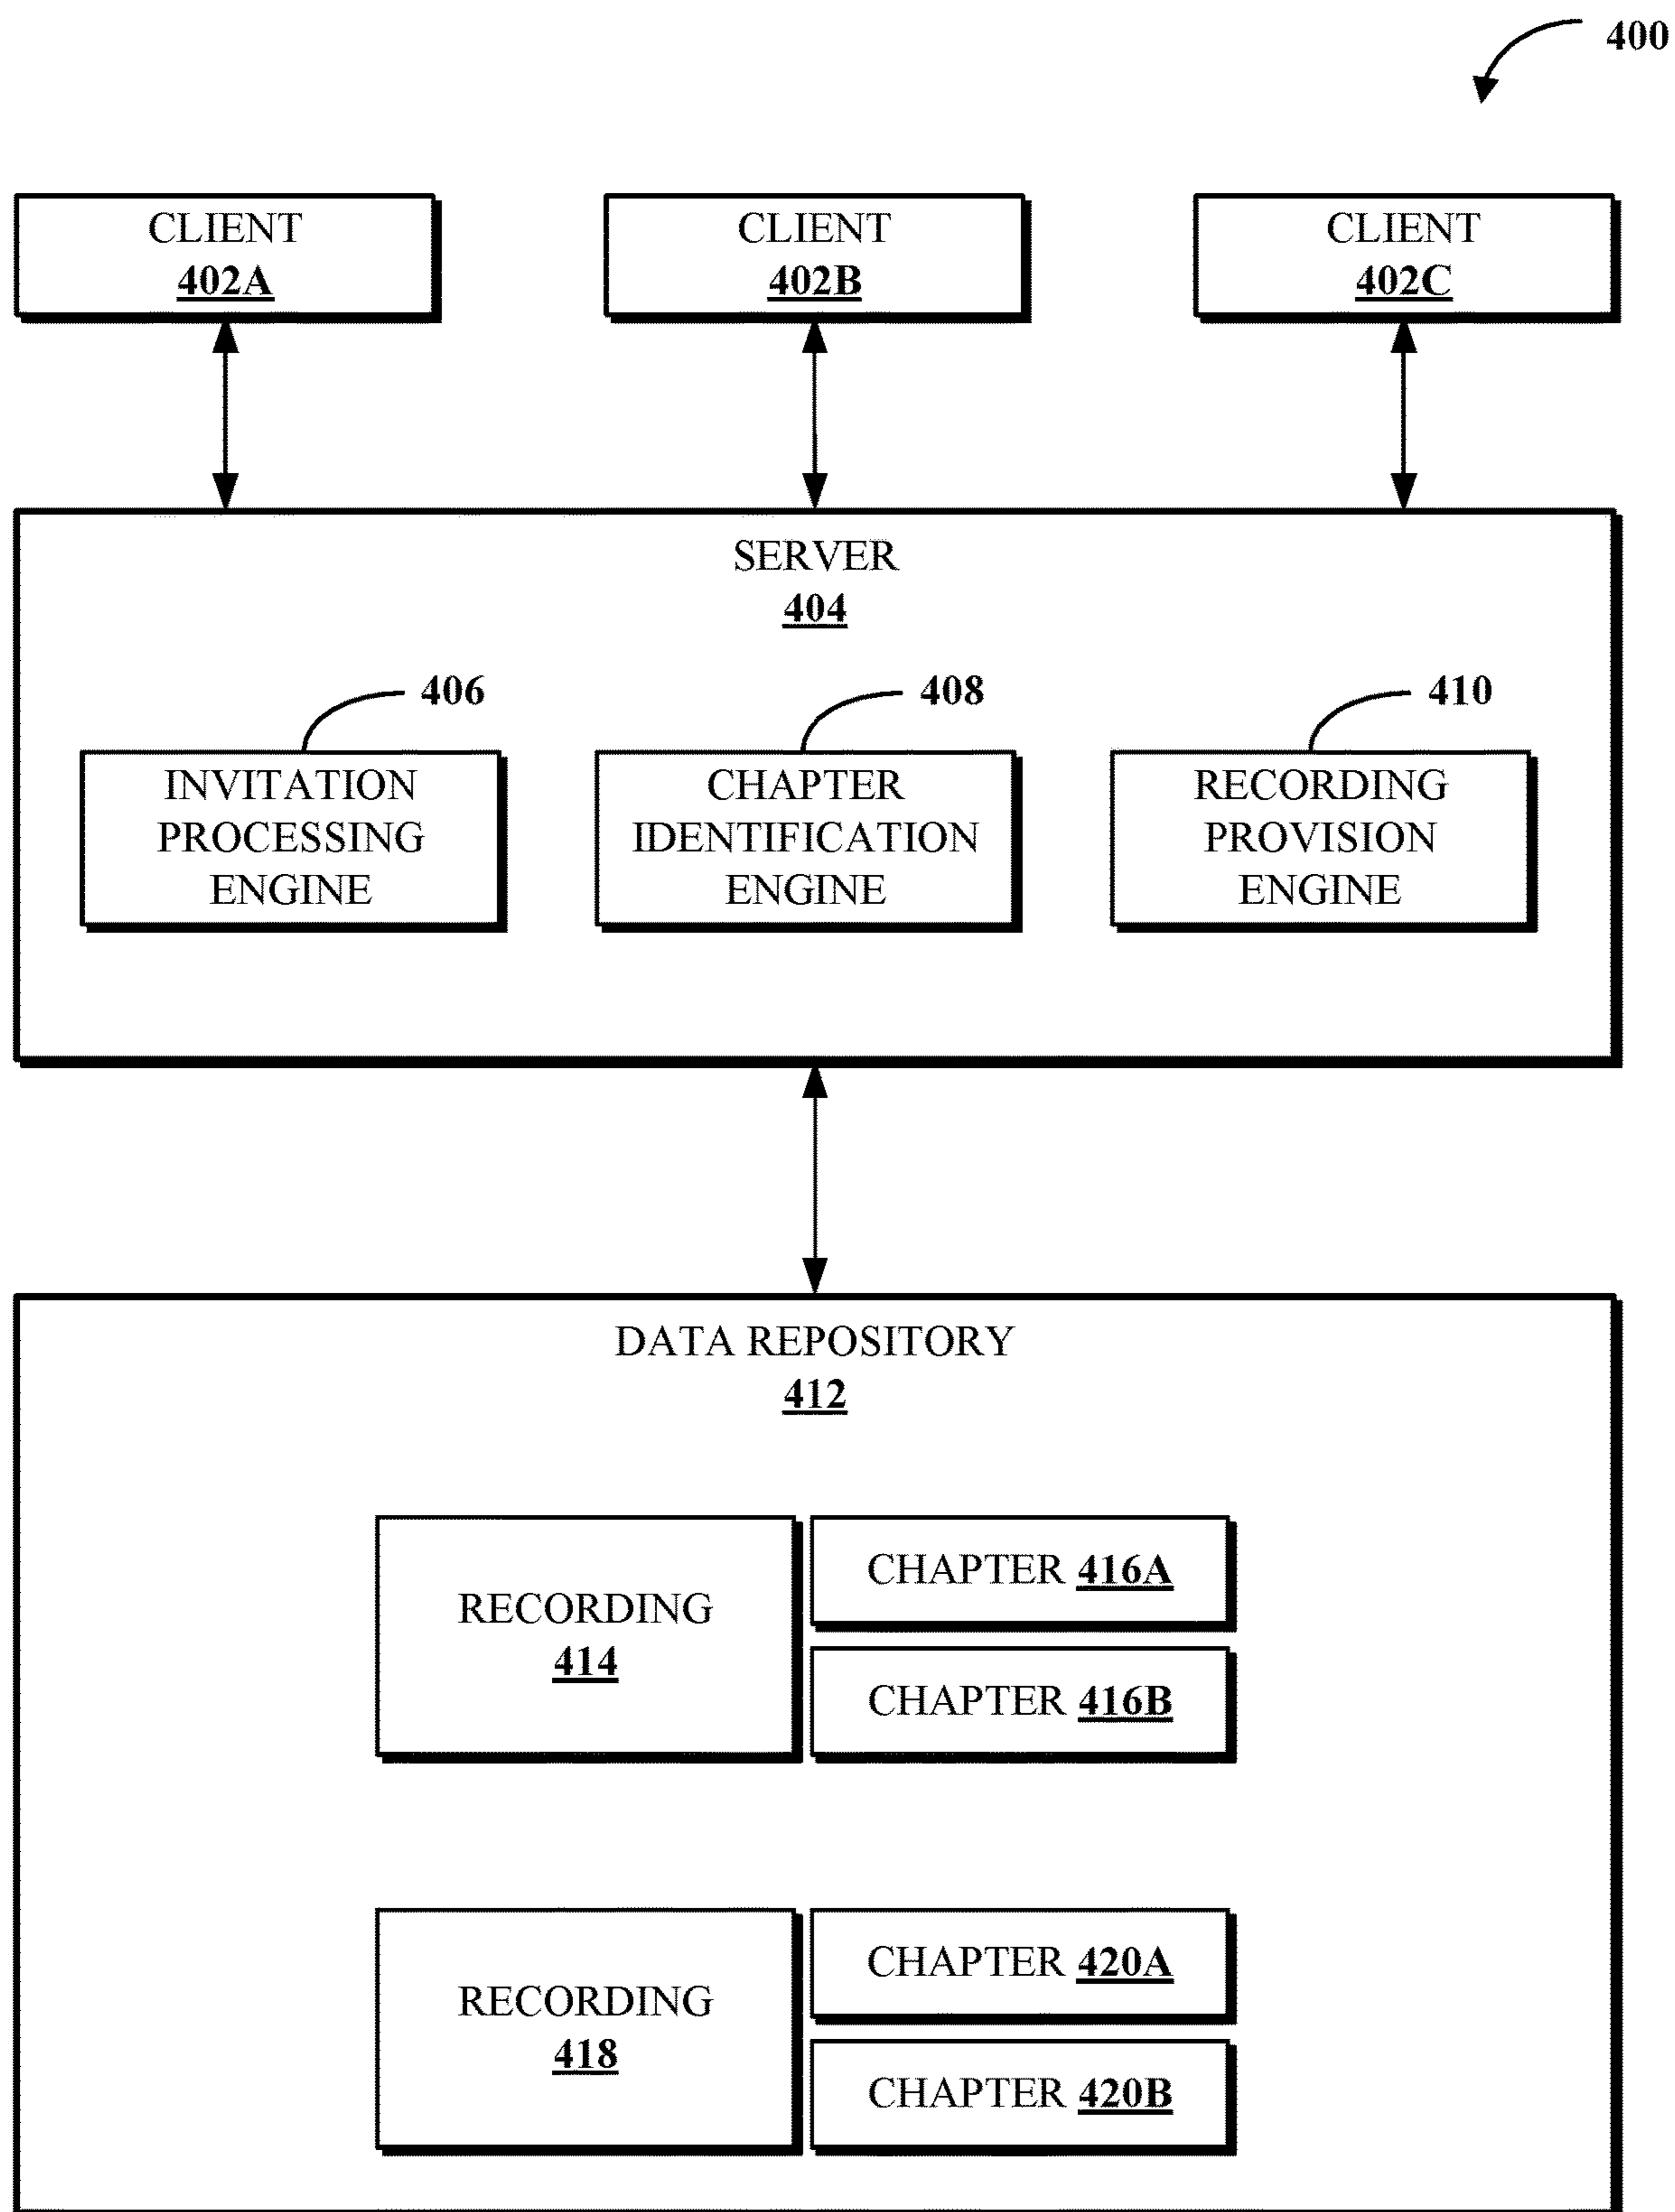 400
CLIENT
402A
CLIENT
402B
CLIENT
402C
SERVER
404
406
INVITATION
PROCESSING
ENGINE
408
CHAPTER
IDENTIFICATION
ENGINE
410
RECORDING
PROVISION
ENGINE
DATA REPOSITORY
412
RECORDING
414
CHAPTER 416A
CHAPTER 416B
RECORDING
418
CHAPTER 420A
CHAPTER 420B